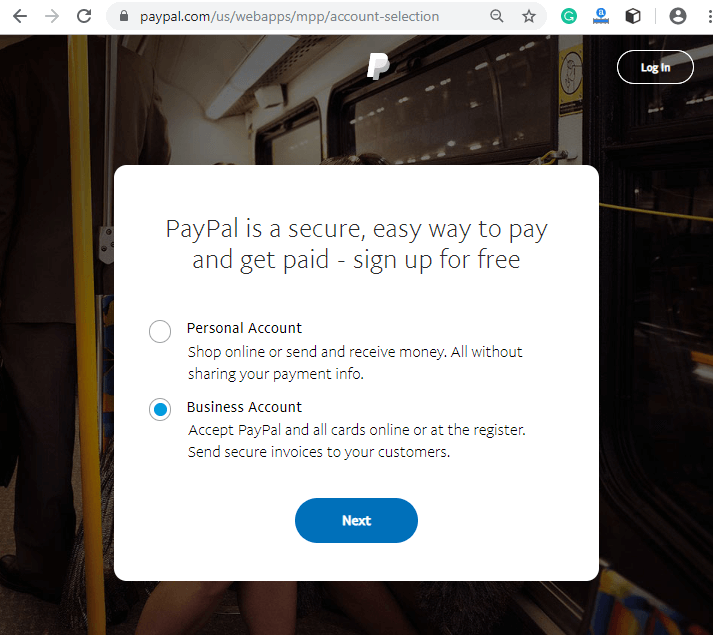 paypal.com/us/webapps/mpp/account-selection
Log In
PayPal is a secure, easy way to pay
and get paid - sign up for free
Personal Account
Shop online or send and receive money. All without
sharing your payment info.
Business Account
Accept PayPal and all cards online or at the register.
Send secure invoices to your customers.
Next